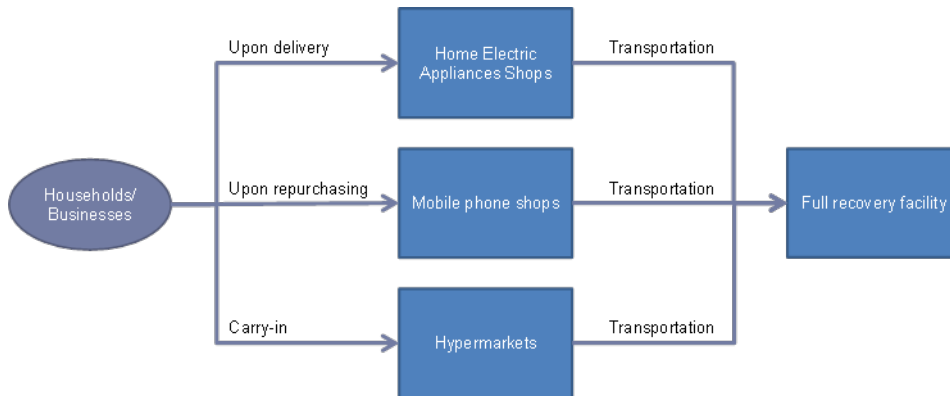 Upon delivery
Home Electric
Appliances Shops
Transportation
Households/
Businesses
Upon repurchasing
Mobile phone shops
Transportation
Full recovery facility
Carry-in
Hypermarkets
Transportation